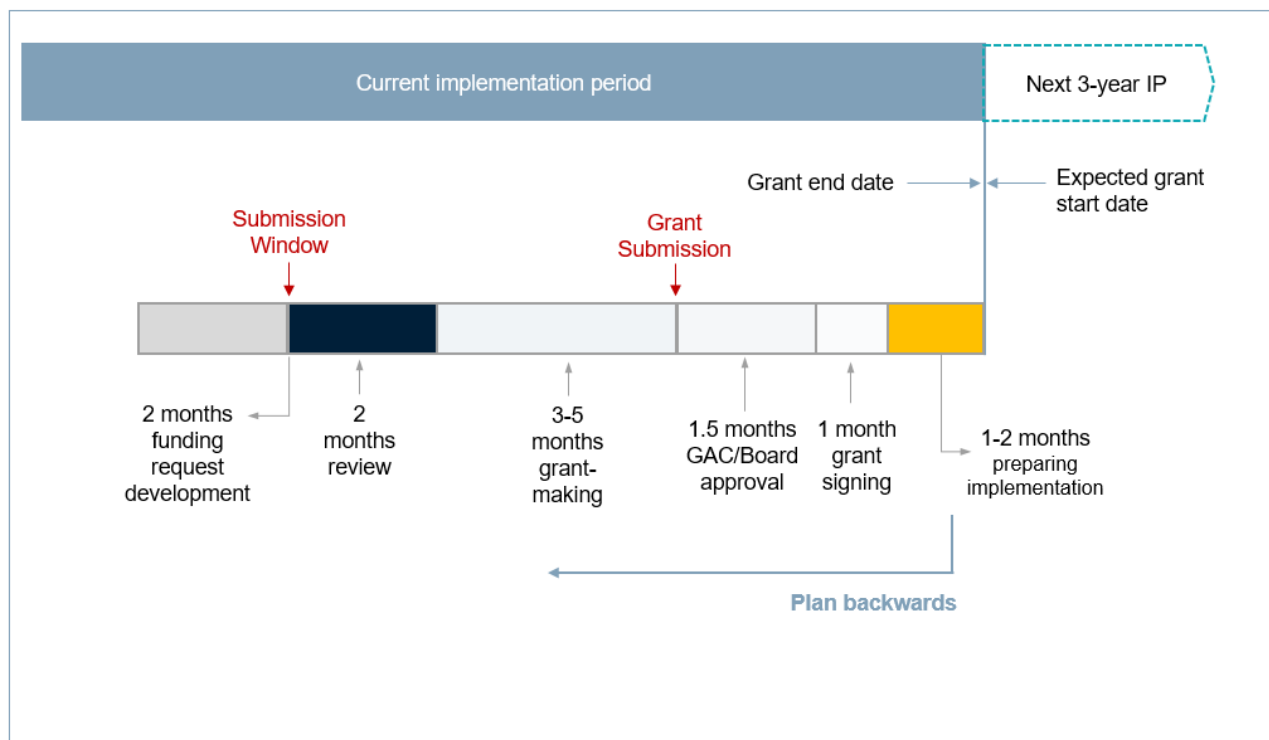 Current implementation period
Next 3-year IP
Grant end date
Expected grant
start date
Submission
Window
Grant
Submission
2 months
funding
request
development
2
months
review
3-5
months
grant-
making
1.5 months
GAC/Board
approval
1 month
grant
signing
1-2 months
preparing
implementation
Plan backwards